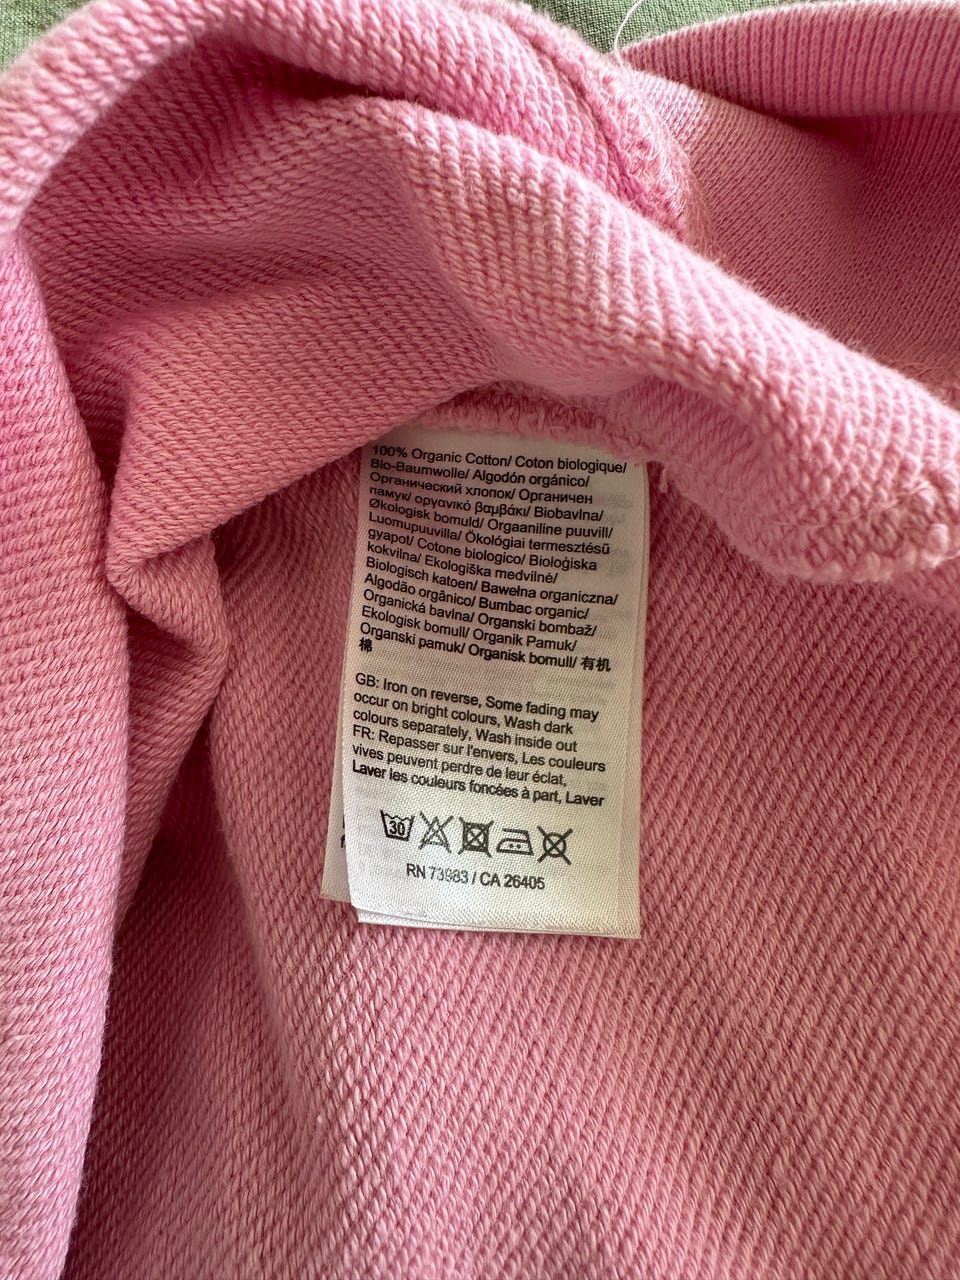 100% Organic Cotton/ Coton biologique/
Bio-Baumwolle/ Algodón orgánico/
Органический хлопок/ Органичен
памук/ οργανικό βαμβάκι/ Biobavlna/
Økologisk bomuld/ Orgaaniline puuvill/
Luomupuuvilla/ Ökológiai termesztésű
gyapot/ Cotone biologico/ Bioloģiska
kokvilna/ Ekologiška medvilnė/
Biologisch katoen/ Bawełna organiczna/
Algodão orgânico/ Bumbac organic/
Organická bavlna/ Organski bombaž/
Ekologisk bomull/ Organik Pamuk/
Organski pamuk/ Organisk bomull/ 有机
棉
GB: Iron on reverse, Some fading may
occur on bright colours, Wash dark
colours separately, Wash inside out
FR: Repasser sur l'envers, Les couleurs
vives peuvent perdre de leur éclat,
Laver les couleurs foncées à part, Laver
30
RN 73983 / CA 26405